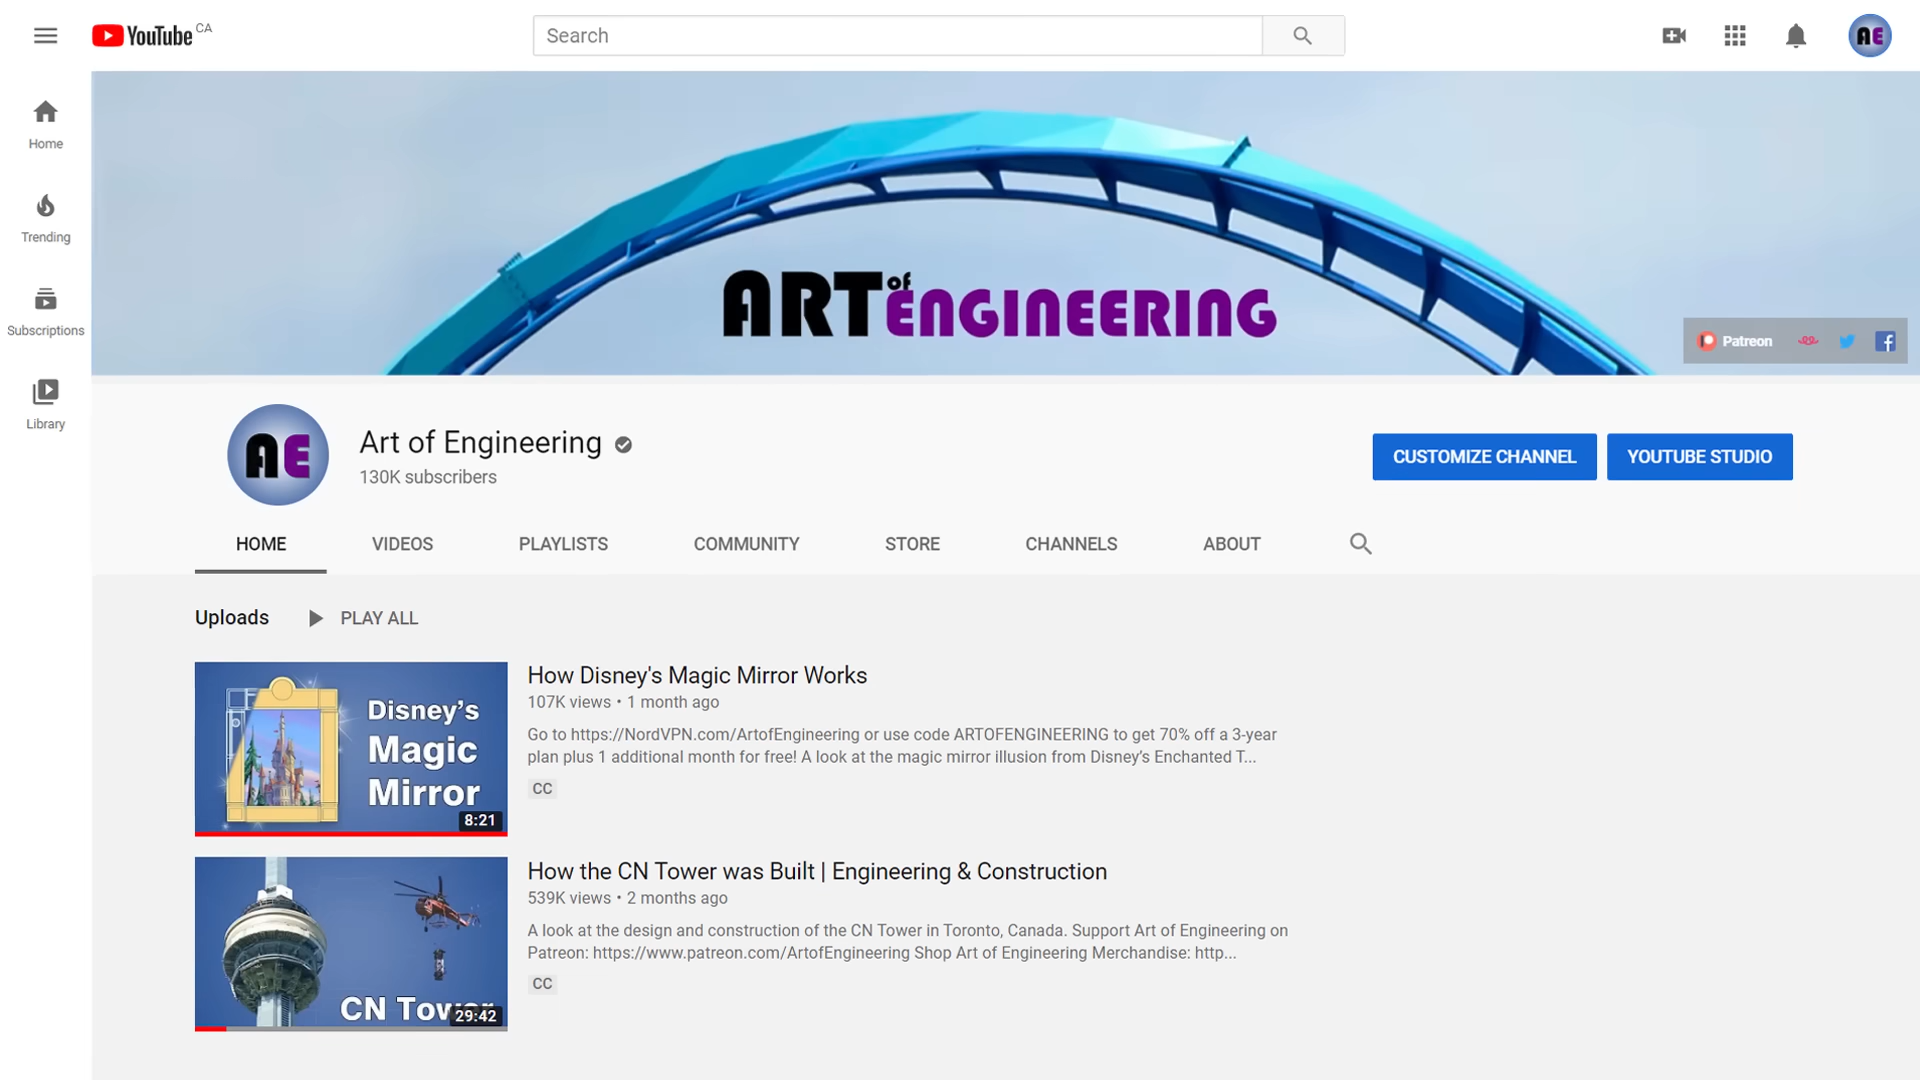 YouTube CA
Search
AE
Home
Trending
Subscriptions
Library
ART of ENGINEERING
Patreon
AE
Art of Engineering
130K subscribers
CUSTOMIZE CHANNEL
YOUTUBE STUDIO
HOME
VIDEOS
PLAYLISTS
COMMUNITY
STORE
CHANNELS
ABOUT
Uploads
PLAY ALL
Disney’s
Magic
Mirror
8:21
How Disney's Magic Mirror Works
107K views • 1 month ago
Go to https://NordVPN.com/ArtofEngineering or use code ARTOFENGINEERING to get 70% off a 3-year
plan plus 1 additional month for free! A look at the magic mirror illusion from Disney’s Enchanted T...
CC
CN Tower
29:42
How the CN Tower was Built | Engineering & Construction
539K views • 2 months ago
A look at the design and construction of the CN Tower in Toronto, Canada. Support Art of Engineering on
Patreon: https://www.patreon.com/ArtofEngineering Shop Art of Engineering Merchandise: http...
CC